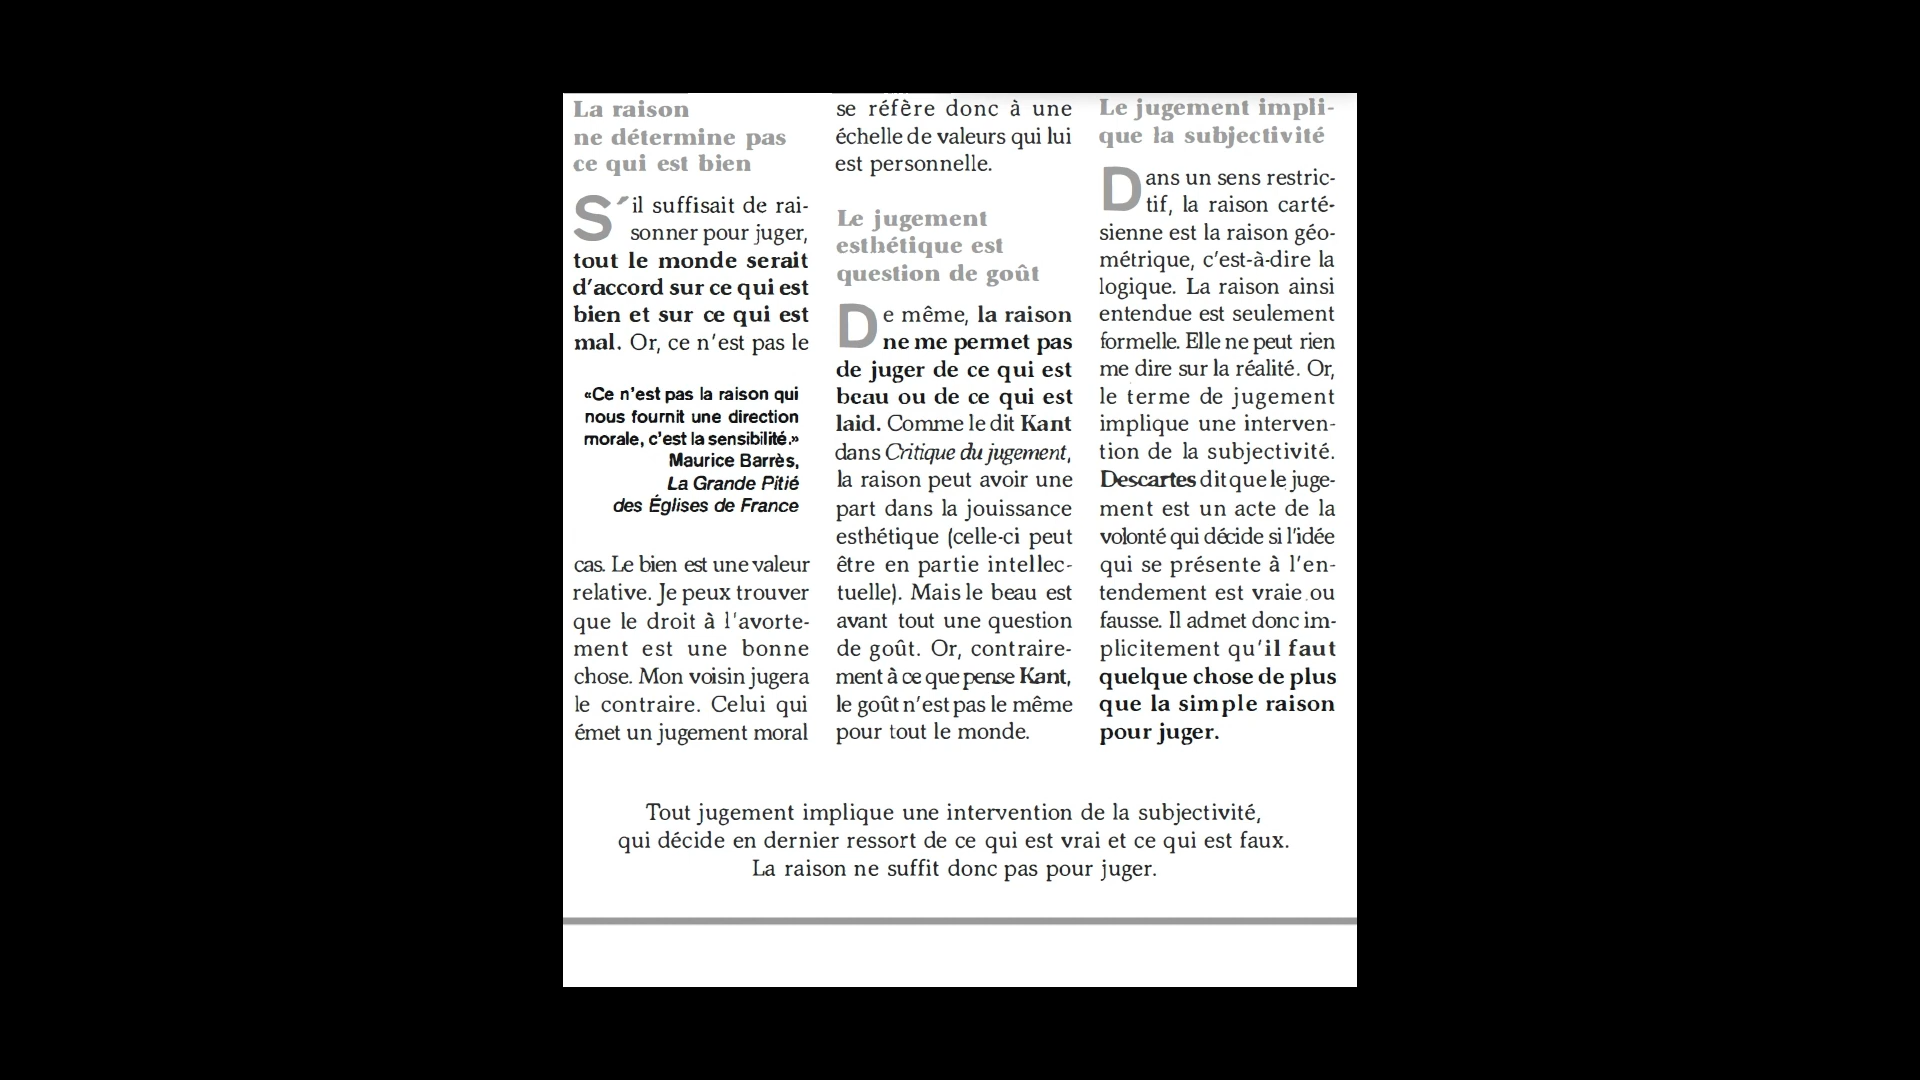 La raison
ne détermine pas
ce qui est bien
S'il suffisait de rai-
sonner pour juger,
tout le monde serait
d'accord sur ce qui est
bien et sur ce qui est
mal. Or, ce n'est pas le
«Ce n'est pas la raison qui
nous fournit une direction
morale, c'est la sensibilité.»
Maurice Barrès,
La Grande Pitié
des Églises de France
cas. Le bien est une valeur
relative. Je peux trouver
que le droit à l'avorte-
ment est une bonne
chose. Mon voisin jugera
le contraire. Celui qui
émet un jugement moral
se réfère donc à une
échelle de valeurs qui lui
est personnelle.
Le jugement
esthétique est
question de goût
De même, la raison
ne me permet pas
de juger de ce qui est
beau ou de ce qui est
laid. Comme le dit Kant
dans Critique du jugement,
la raison peut avoir une
part dans la jouissance
esthétique (celle-ci peut
être en partie intellec-
tuelle). Mais le beau est
avant tout une question
de goût. Or, contraire-
ment à ce que pense Kant,
le goût n'est pas le même
pour tout le monde.
Le jugement impli-
que la subjectivité
Dans un sens restric-
tif, la raison carté-
sienne est la raison géo-
métrique, c'est-à-dire la
logique. La raison ainsi
entendue est seulement
formelle. Elle ne peut rien
me dire sur la réalité. Or,
le terme de jugement
implique une interven-
tion de la subjectivité.
Descartes dit que le juge-
ment est un acte de la
volonté qui décide si l'idée
qui se présente à l'en-
tendement est vraie ou
fausse. Il admet donc im-
plicitement qu'il faut
quelque chose de plus
que la simple raison
pour juger.
Tout jugement implique une intervention de la subjectivité,
qui décide en dernier ressort de ce qui est vrai et ce qui est faux.
La raison ne suffit donc pas pour juger.